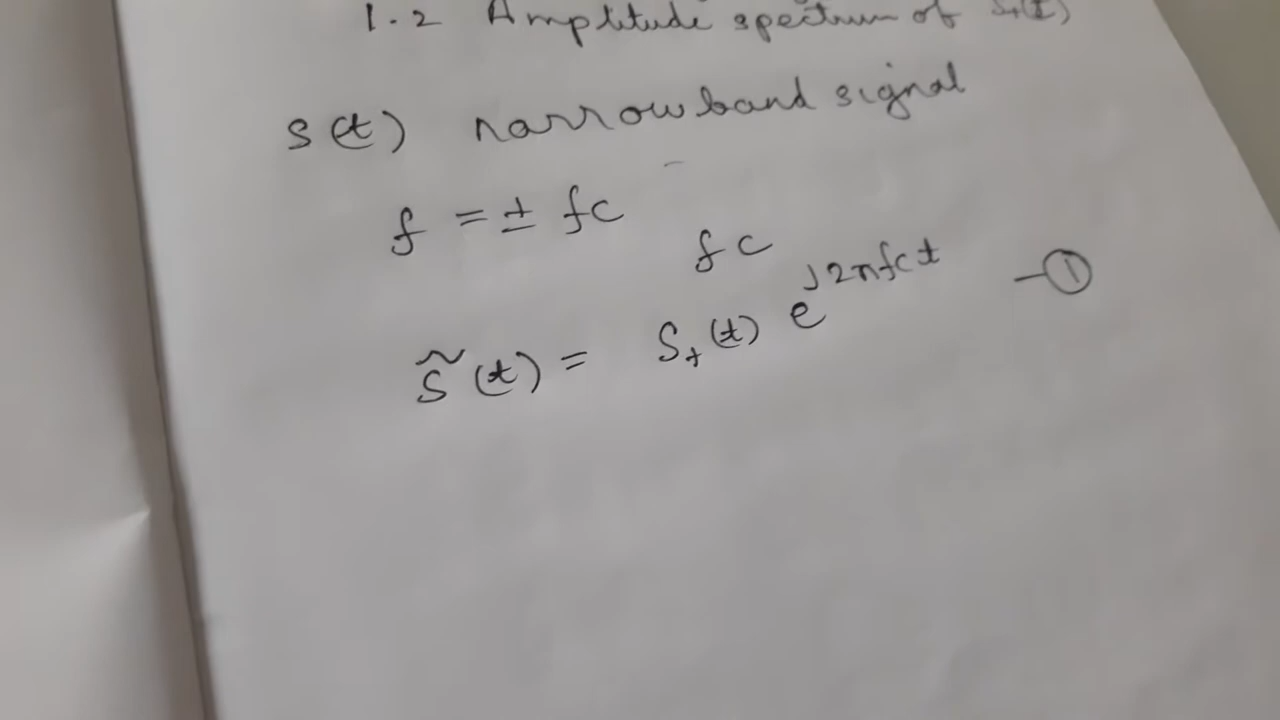 1.2 Amplitude spectrum of S₊(t)
s(t) narrowband signal
f = ± fc
fc
s̃(t) = S₊(t) e^j2πfct —①